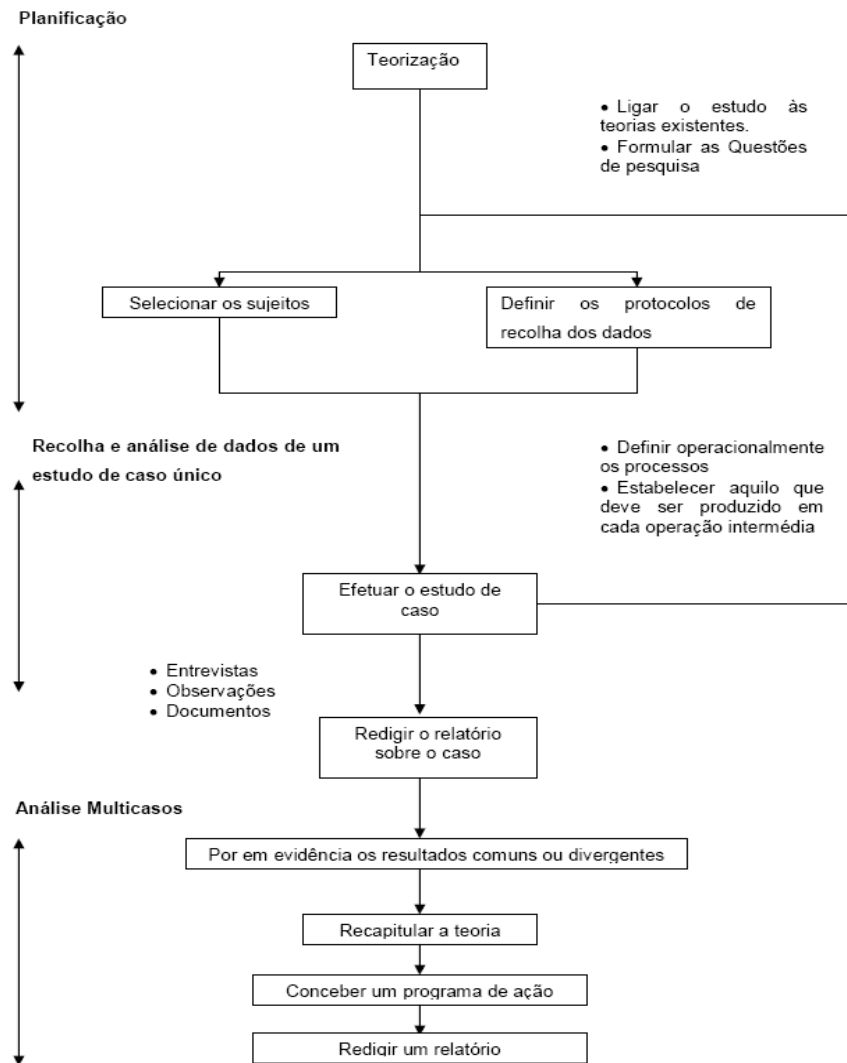 Planificação
Teorização
• Ligar o estudo às
teorias existentes.
• Formular as Questões
de pesquisa
Selecionar os sujeitos
Definir os protocolos de
recolha dos dados
Recolha e análise de dados de um
estudo de caso único
• Definir operacionalmente
os processos
• Estabelecer aquilo que
deve ser produzido em
cada operação intermédia
Efetuar o estudo de
caso
• Entrevistas
• Observações
• Documentos
Redigir o relatório
sobre o caso
Análise Multicasos
Por em evidência os resultados comuns ou divergentes
Recapitular a teoria
Conceber um programa de ação
Redigir um relatório